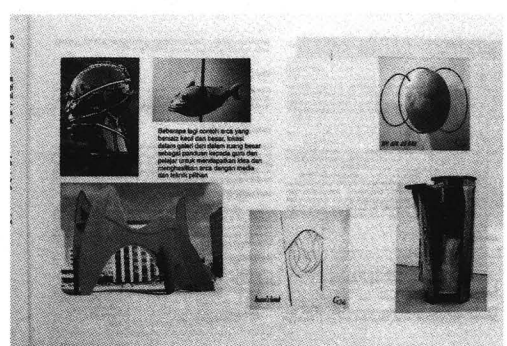 Beberapa lagi contoh arca yang
bersaiz kecil dan besar, lokasi
dalam galeri dan dalam ruang besar
sebagai panduan kepada guru dan
pelajar untuk mendapatkan idea dan
menghasilkan arca dengan media
dan teknik pilihan